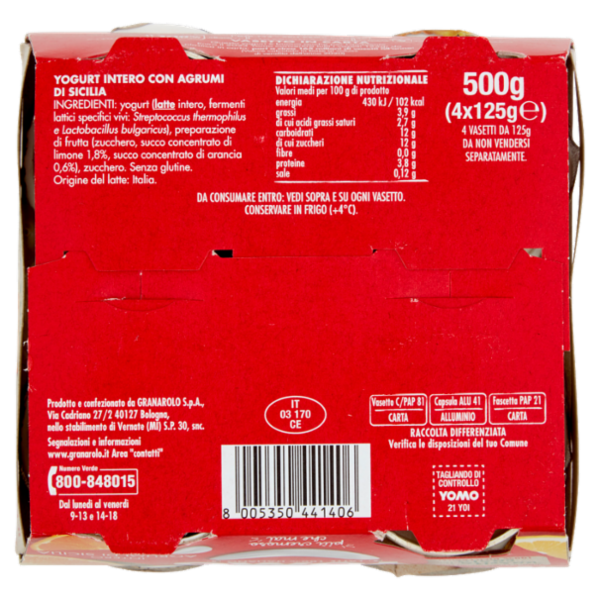 VASETTO IN CARTA
YOGURT INTERO CON AGRUMI
DI SICILIA
INGREDIENTI: yogurt (latte intero, fermenti
lattici specifici vivi: Streptococcus thermophilus
e Lactobacillus bulgaricus), preparazione
di frutta (zucchero, succo concentrato di
limone 1,8%, succo concentrato di arancia
0,6%), zucchero. Senza glutine.
Origine del latte: Italia.
DICHIARAZIONE NUTRIZIONALE
Valori medi per 100 g di prodotto
energia 430 kJ / 102 kcal
grassi 3,9 g
di cui acidi grassi saturi 2,7 g
carboidrati 12 g
di cui zuccheri 12 g
fibre 0,0 g
proteine 3,8 g
sale 0,12 g
500g
(4x125g℮)
4 VASETTI DA 125g
DA NON VENDERSI
SEPARATAMENTE.
DA CONSUMARE ENTRO: VEDI SOPRA E SU OGNI VASETTO.
CONSERVARE IN FRIGO (+4°C).
Prodotto e confezionato da GRANAROLO S.p.A.,
Via Cadriano 27/2 40127 Bologna,
nello stabilimento di Vernate (MI) S.P. 30, snc.
Segnalazioni e informazioni
www.granarolo.it Area "contatti"
Numero Verde
800-848015
Dal lunedì al venerdì
9-13 e 14-18
IT
03 170
CE
8 005350 441406
Vasetto C/PAP 81 Capsula ALU 41 Fascetta PAP 21
CARTA ALLUMINIO CARTA
RACCOLTA DIFFERENZIATA
Verifica le disposizioni del tuo Comune
TAGLIANDO DI
CONTROLLO
YOMO
21 YOI
più cremoso
che mai